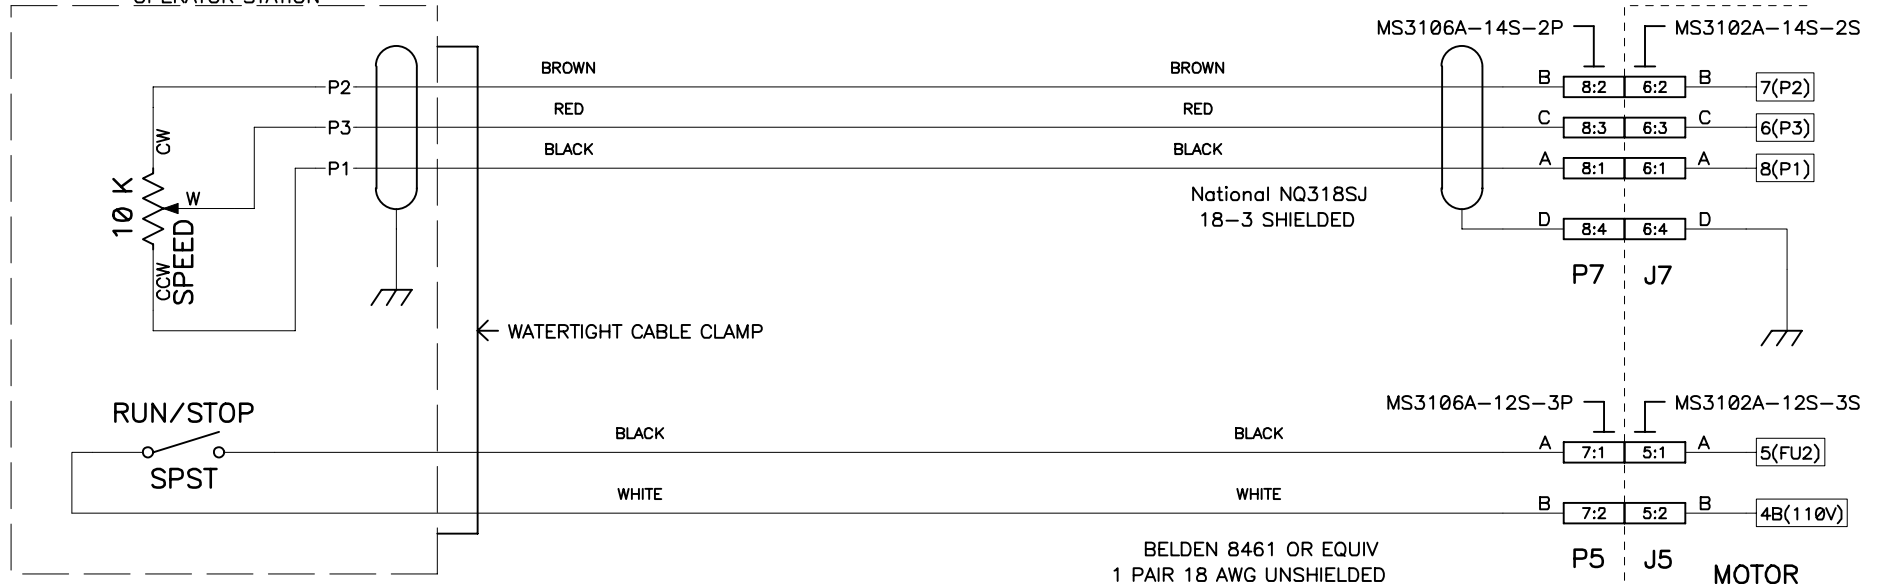 OPERATOR STATION
MS3106A-14S-2P
MS3102A-14S-2S
BROWN
BROWN
B
8:2
6:2
B
7(P2)
P2
RED
RED
C
8:3
6:3
C
6(P3)
P3
BLACK
BLACK
A
8:1
6:1
A
8(P1)
P1
CW
10 K
W
SPEED
CCW
National NQ318SJ
18-3 SHIELDED
D
8:4
6:4
D
P7
J7
WATERTIGHT CABLE CLAMP
MS3106A-12S-3P
MS3102A-12S-3S
RUN/STOP
SPST
BLACK
BLACK
A
7:1
5:1
A
5(FU2)
WHITE
WHITE
B
7:2
5:2
B
4B(110V)
BELDEN 8461 OR EQUIV
1 PAIR 18 AWG UNSHIELDED
P5
J5
MOTOR